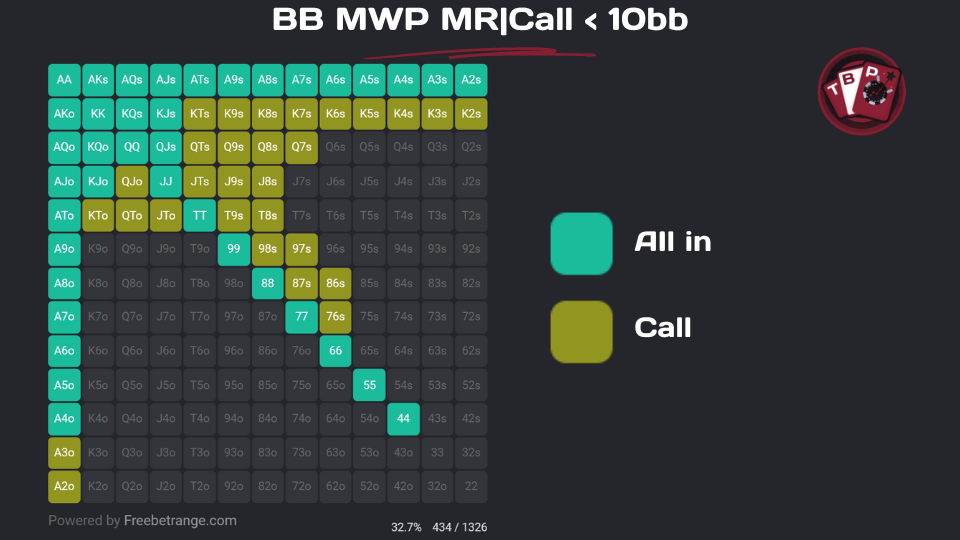 BB MWP MR|Call < 10bb
TBP
AA AKs AQs AJs ATs A9s A8s A7s A6s A5s A4s A3s A2s
AKo KK KQs KJs KTs K9s K8s K7s K6s K5s K4s K3s K2s
AQo KQo QQ QJs QTs Q9s Q8s Q7s Q6s Q5s Q4s Q3s Q2s
AJo KJo QJo JJ JTs J9s J8s J7s J6s J5s J4s J3s J2s
ATo KTo QTo JTo TT T9s T8s T7s T6s T5s T4s T3s T2s
A9o K9o Q9o J9o T9o 99 98s 97s 96s 95s 94s 93s 92s
A8o K8o Q8o J8o T8o 98o 88 87s 86s 85s 84s 83s 82s
A7o K7o Q7o J7o T7o 97o 87o 77 76s 75s 74s 73s 72s
A6o K6o Q6o J6o T6o 96o 86o 76o 66 65s 64s 63s 62s
A5o K5o Q5o J5o T5o 95o 85o 75o 65o 55 54s 53s 52s
A4o K4o Q4o J4o T4o 94o 84o 74o 64o 54o 44 43s 42s
A3o K3o Q3o J3o T3o 93o 83o 73o 63o 53o 43o 33 32s
A2o K2o Q2o J2o T2o 92o 82o 72o 62o 52o 42o 32o 22
All in
Call
Powered by Freebetrange.com
32.7% 434 / 1326